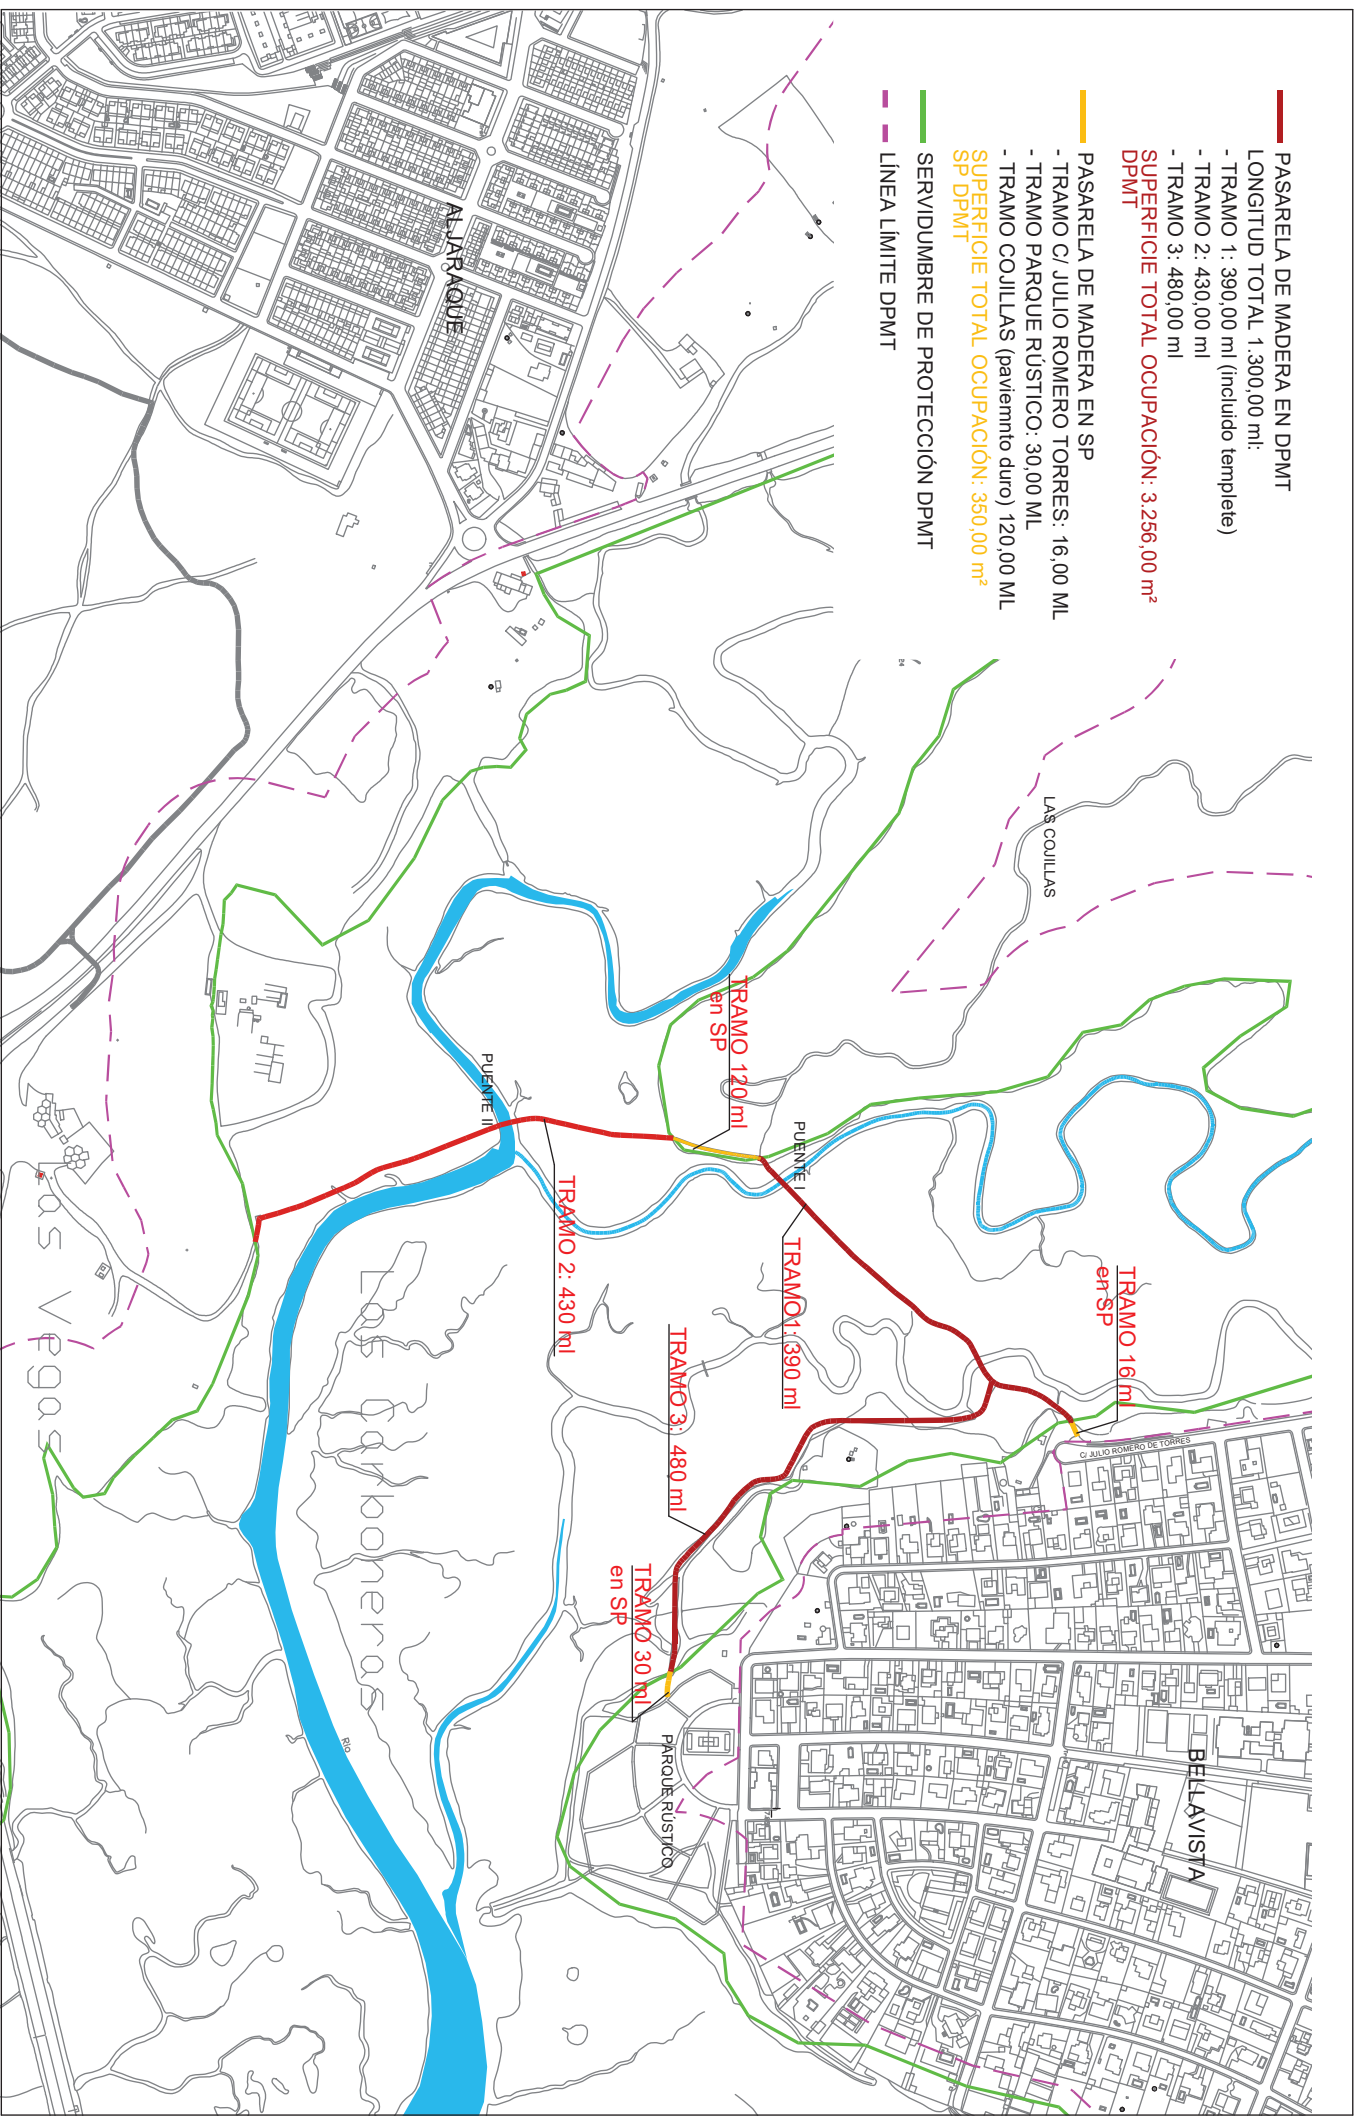 PASARELA DE MADERA EN DPMT
LONGITUD TOTAL 1.300,00 ml:
- TRAMO 1: 390,00 ml (incluido templete)
- TRAMO 2: 430,00 ml
- TRAMO 3: 480,00 ml
SUPERFICIE TOTAL OCUPACIÓN: 3.256,00 m²
DPMT
PASARELA DE MADERA EN SP
- TRAMO C/ JULIO ROMERO TORRES: 16,00 ML
- TRAMO PARQUE RÚSTICO: 30,00 ML
- TRAMO COJILLAS (paviemnto duro) 120,00 ML
SUPERFICIE TOTAL OCUPACIÓN: 350,00 m²
SP DPMT
SERVIDUMBRE DE PROTECCIÓN DPMT
LÍNEA LÍMITE DPMT
ALJARAQUE
LAS COJILLAS
TRAMO 120 ml
en SP
PUENTE II
PUENTE I
TRAMO 16 ml
en SP
C/ JULIO ROMERO DE TORRES
TRAMO 1: 390 ml
TRAMO 2: 430 ml
TRAMO 3: 480 ml
TRAMO 30 ml
en SP
PARQUE RÚSTICO
BELLAVISTA
Las Vegas
Las Carboneras
Río